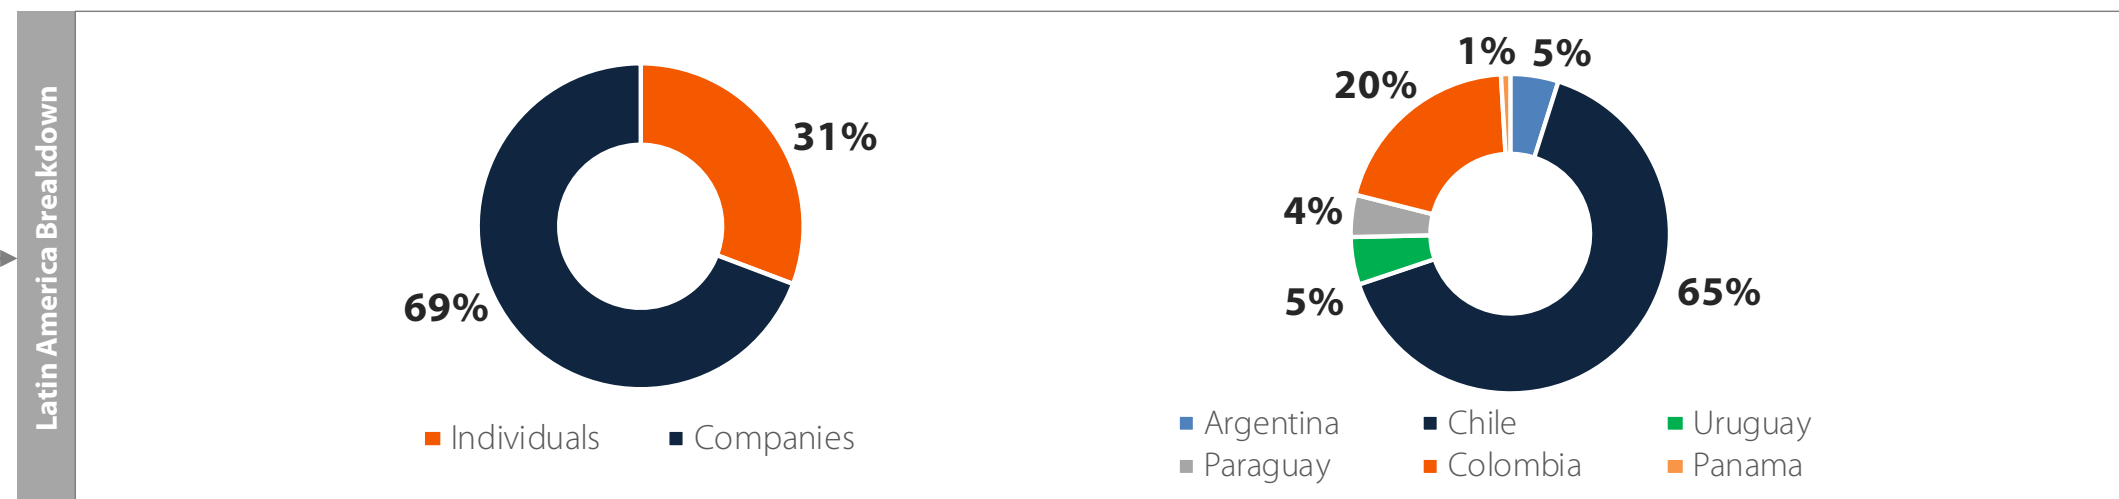 Latin America Breakdown
31%
69%
Individuals Companies
1% 5%
20%
4%
65%
5%
Argentina Chile Uruguay
Paraguay Colombia Panama